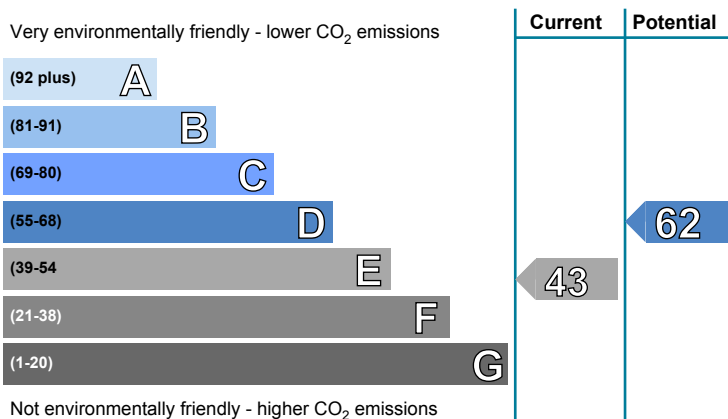 Very environmentally friendly - lower CO2 emissions
Current
Potential
(92 plus) A
(81-91) B
(69-80) C
(55-68) D
62
(39-54 E
43
(21-38) F
(1-20) G
Not environmentally friendly - higher CO2 emissions